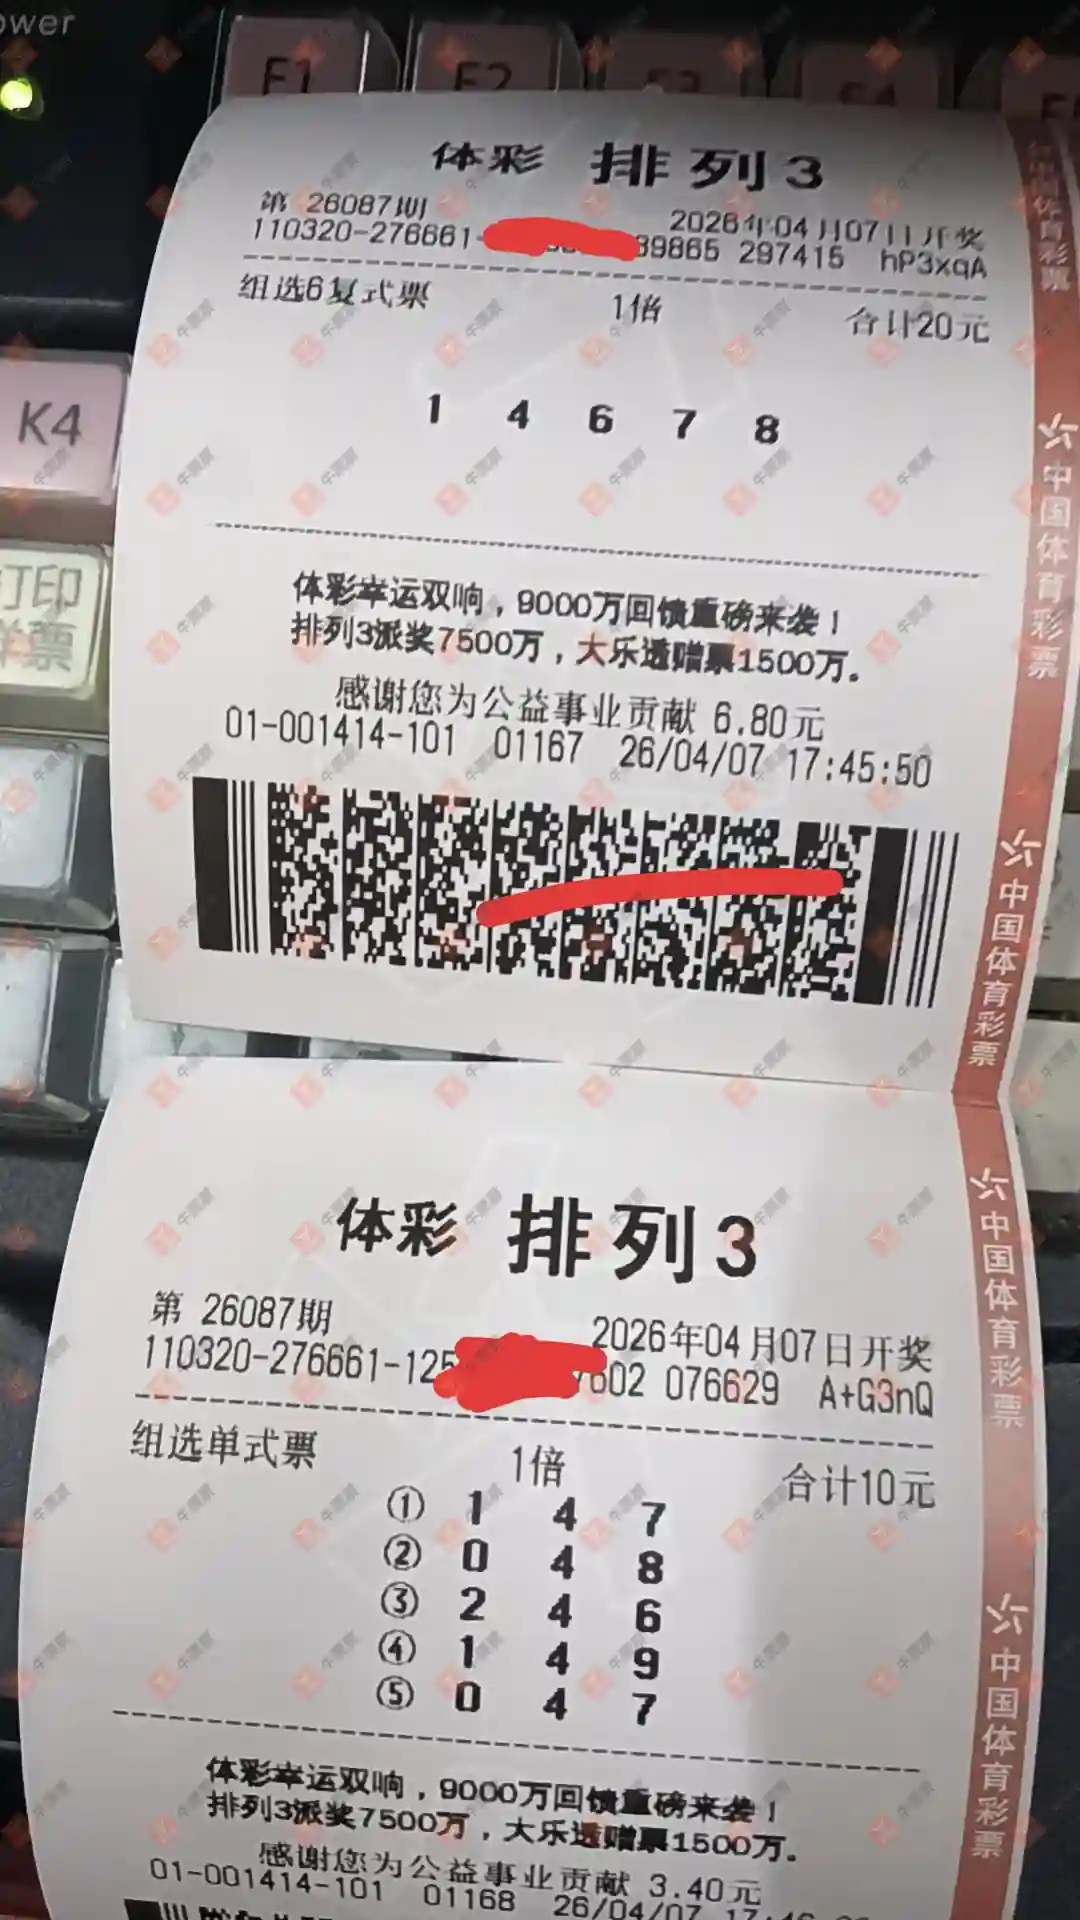 ower
F1
F2
F3
F4
体彩 排列3
第 26087期
2026年04月07日开奖
110320-276661-
39865 297415 hP3xqA
组选6复式票 1倍 合计20元
1 4 6 7 8
体彩幸运双响，9000万回馈重磅来袭！
排列3派奖7500万，大乐透赠票1500万。
感谢您为公益事业贡献 6.80元
01-001414-101 01167 26/04/07 17:45:50
K4
打印
票
中国体育彩票
中国体育彩票
中国体育彩票
体彩 排列3
第 26087期
2026年04月07日开奖
110320-276661-125
7602 076629 A+G3nQ
组选单式票 1倍 合计10元
① 1 4 7
② 0 4 8
③ 2 4 6
④ 1 4 9
⑤ 0 4 7
体彩幸运双响，9000万回馈重磅来袭！
排列3派奖7500万，大乐透赠票1500万。
感谢您为公益事业贡献 3.40元
01-001414-101 01168 26/04/07
中国体育彩票
中国体育彩票